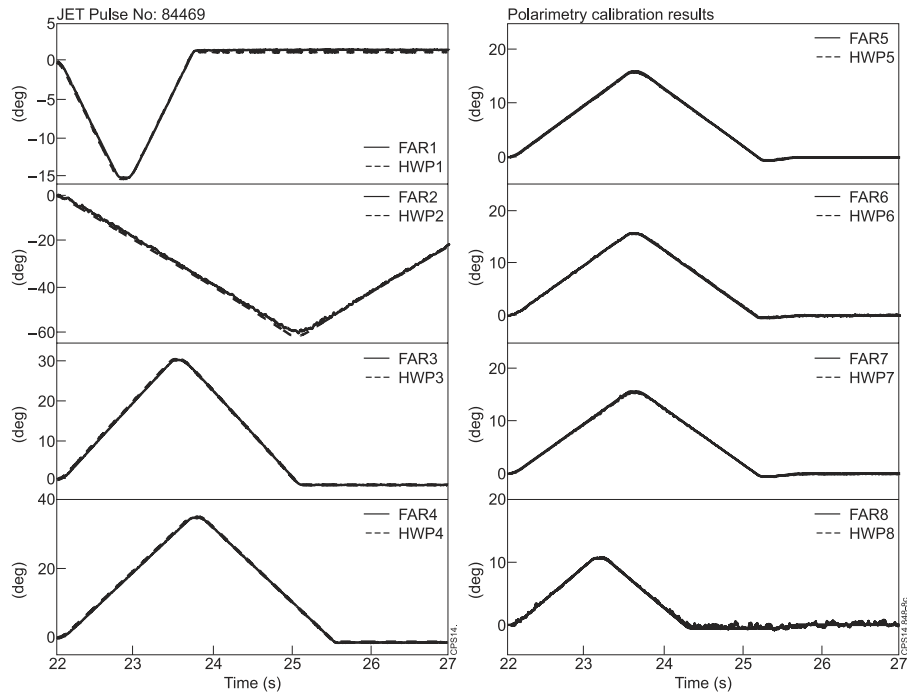 JET Pulse No: 84469
5
0
−5
−10
−15
(deg)
FAR1
HWP1
0
−20
−40
−60
(deg)
FAR2
HWP2
30
20
10
0
(deg)
FAR3
HWP3
40
20
0
(deg)
FAR4
HWP4
CPS14.
22 23 24 25 26 27
Time (s)
Polarimetry calibration results
20
10
0
(deg)
FAR5
HWP5
20
10
0
(deg)
FAR6
HWP6
20
10
0
(deg)
FAR7
HWP7
20
10
0
(deg)
FAR8
HWP8
CPS14.848-8c
22 23 24 25 26 27
Time (s)